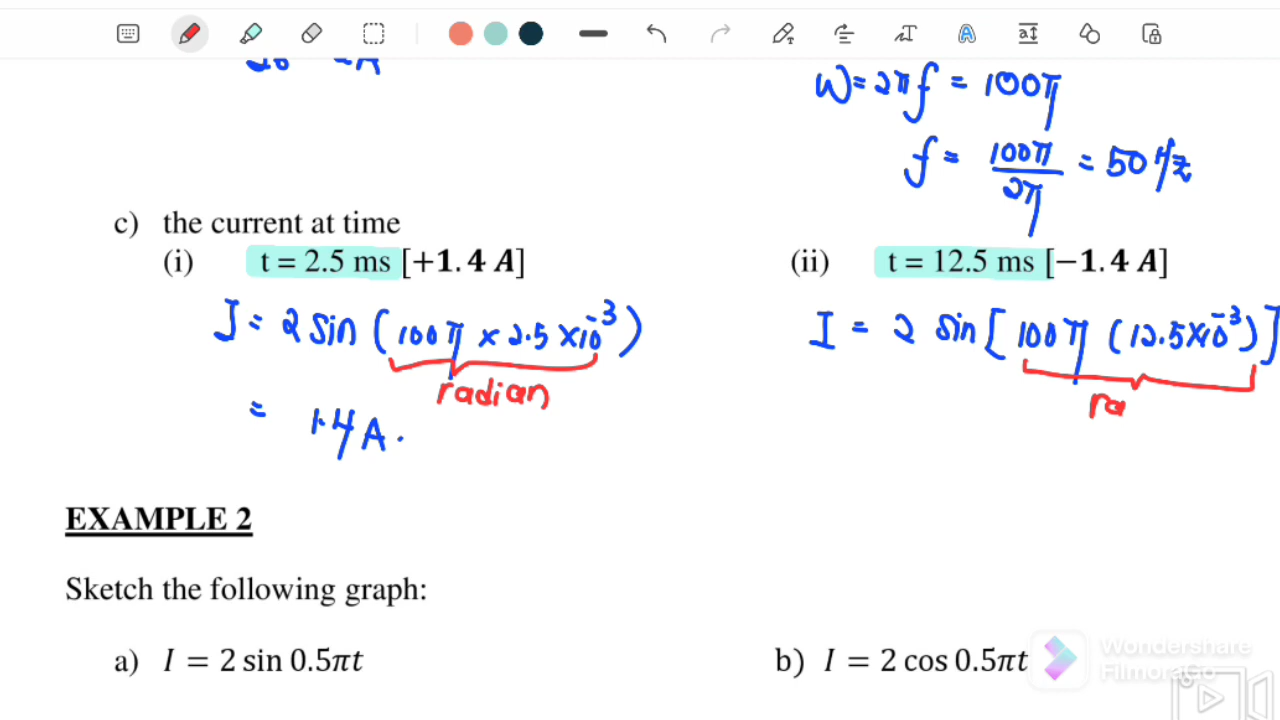 ω = 2πf = 100π
f = 100π / 2π = 50 Hz
c) the current at time
(i) t = 2.5 ms [+1.4 A]
(ii) t = 12.5 ms [−1.4 A]
I = 2 sin (100π × 2.5 × 10⁻³)
radian
= 1.4 A.
I = 2 sin [100π (12.5×10⁻³)]
ra
EXAMPLE 2
Sketch the following graph:
a) I = 2 sin 0.5πt
b) I = 2 cos 0.5πt
Wondershare
FilmoraGo